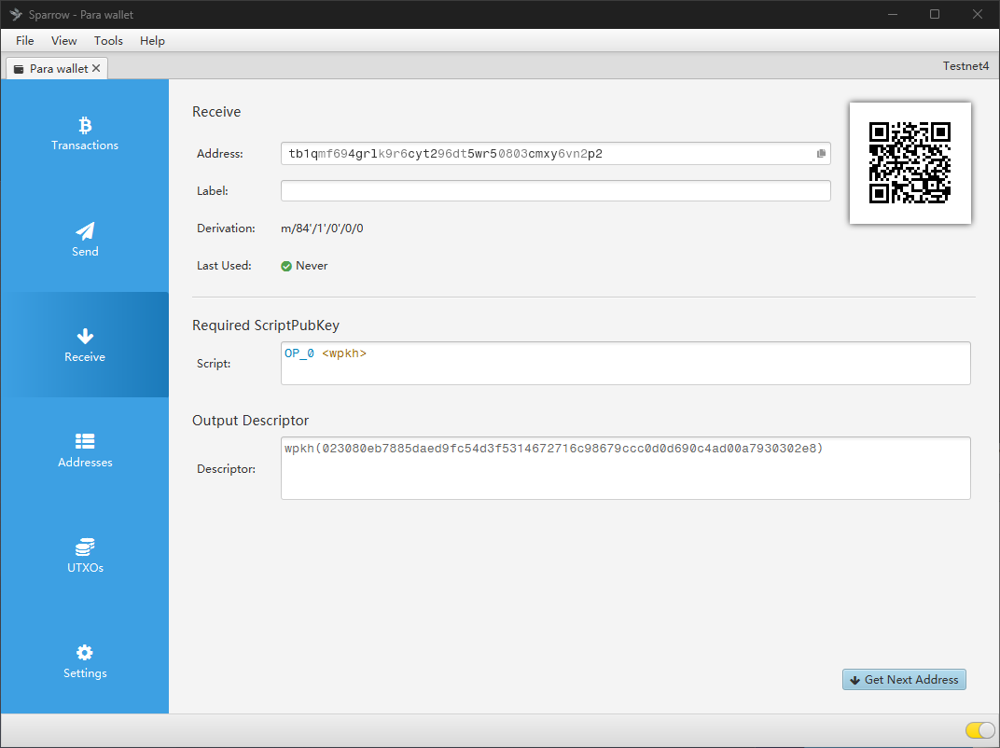 Sparrow - Para wallet
File View Tools Help
Para wallet
Testnet4
Transactions
Send
Receive
Addresses
UTXOs
Settings
Receive
Address: tb1qmf694grlk9r6cyt296dt5wr50803cmxy6vn2p2
Label:
Derivation: m/84'/1'/0'/0/0
Last Used: Never
Required ScriptPubKey
Script: OP_0 <wpkh>
Output Descriptor
Descriptor: wpkh(023080eb7885daed9fc54d3f5314672716c98679ccc0d0d690c4ad00a7930302e8)
Get Next Address